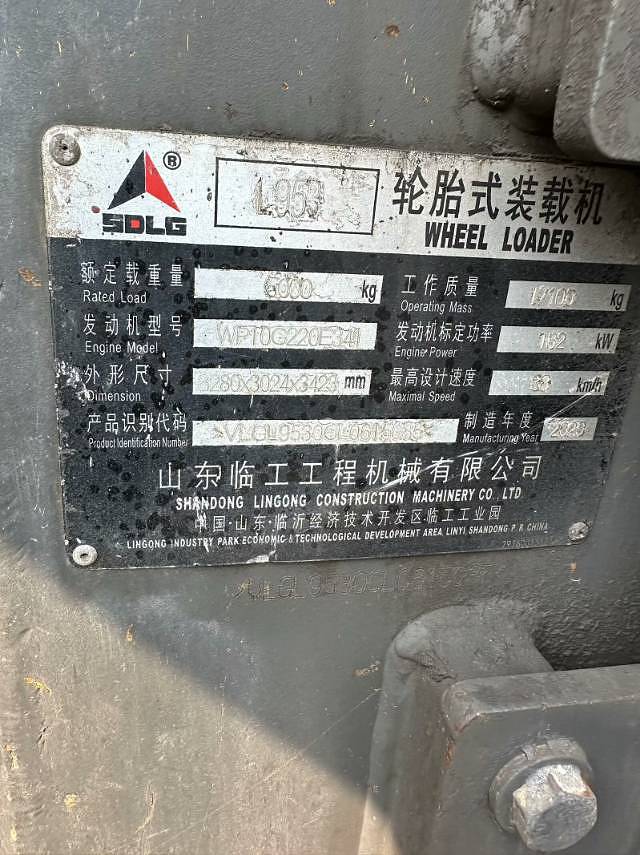 SDLG ® L953 轮胎式装载机
WHEEL LOADER
额定载重量 kg 工作质量 kg
Rated Load Operating Mass
发动机型号 发动机标定功率 162 kW
Engine Model Engine Power
外形尺寸 8280x3024x3423 mm 最高设计速度 km/h
Dimension Maximal Speed
产品识别代码 制造年度
Product Identification Number Manufacturing Year
山东临工工程机械有限公司
SHANDONG LINGONG CONSTRUCTION MACHINERY CO., LTD
中国·山东·临沂经济技术开发区临工工业园
LINGONG INDUSTRY PARK ECONOMIC & TECHNOLOGICAL DEVELOPMENT AREA, LINYI SHANDONG P.R.CHINA